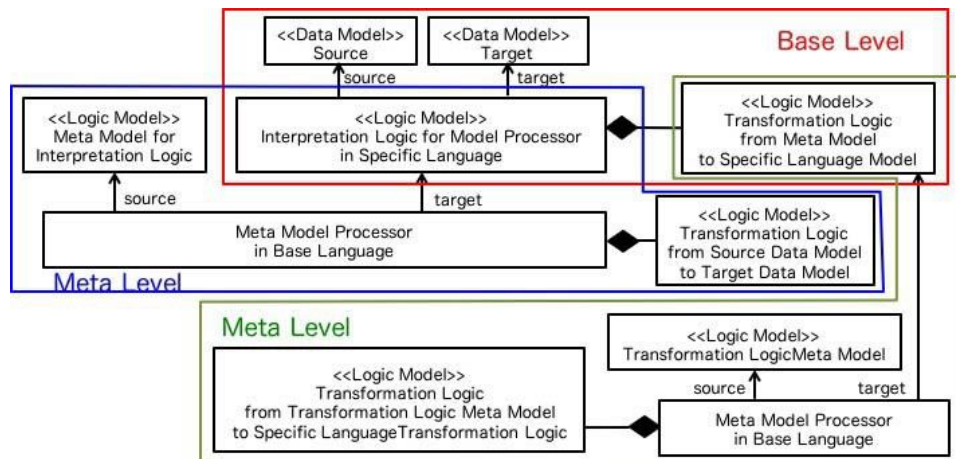 <<Data Model>>
Source
<<Data Model>>
Target
Base Level
source
target
<<Logic Model>>
Meta Model for
Interpretation Logic
<<Logic Model>>
Interpretation Logic for Model Processor
in Specific Language
<<Logic Model>>
Transformation Logic
from Meta Model
to Specific Language Model
source
target
Meta Model Processor
in Base Language
<<Logic Model>>
Transformation Logic
from Source Data Model
to Target Data Model
Meta Level
Meta Level
<<Logic Model>>
Transformation LogicMeta Model
<<Logic Model>>
Transformation Logic
from Transformation Logic Meta Model
to Specific LanguageTransformation Logic
source
target
Meta Model Processor
in Base Language